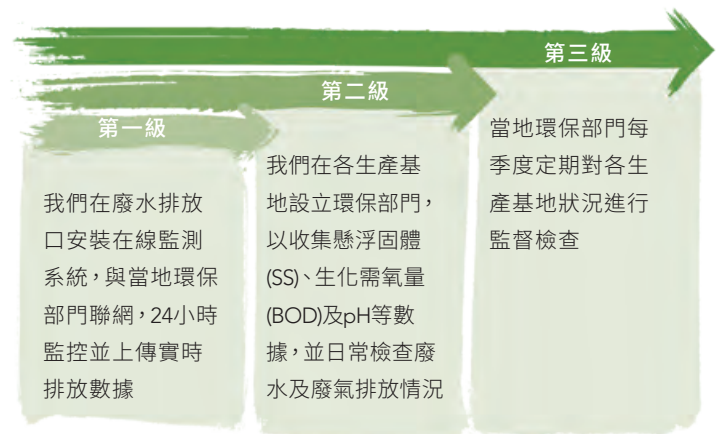 第一級
我們在廢水排放
口安裝在線監測
系統，與當地環保
部門聯網，24小時
監控並上傳實時
排放數據
第二級
我們在各生產基
地設立環保部門，
以收集懸浮固體
(SS)、生化需氧量
(BOD)及pH等數
據，並日常檢查廢
水及廢氣排放情況
第三級
當地環保部門每
季度定期對各生
產基地狀況進行
監督檢查